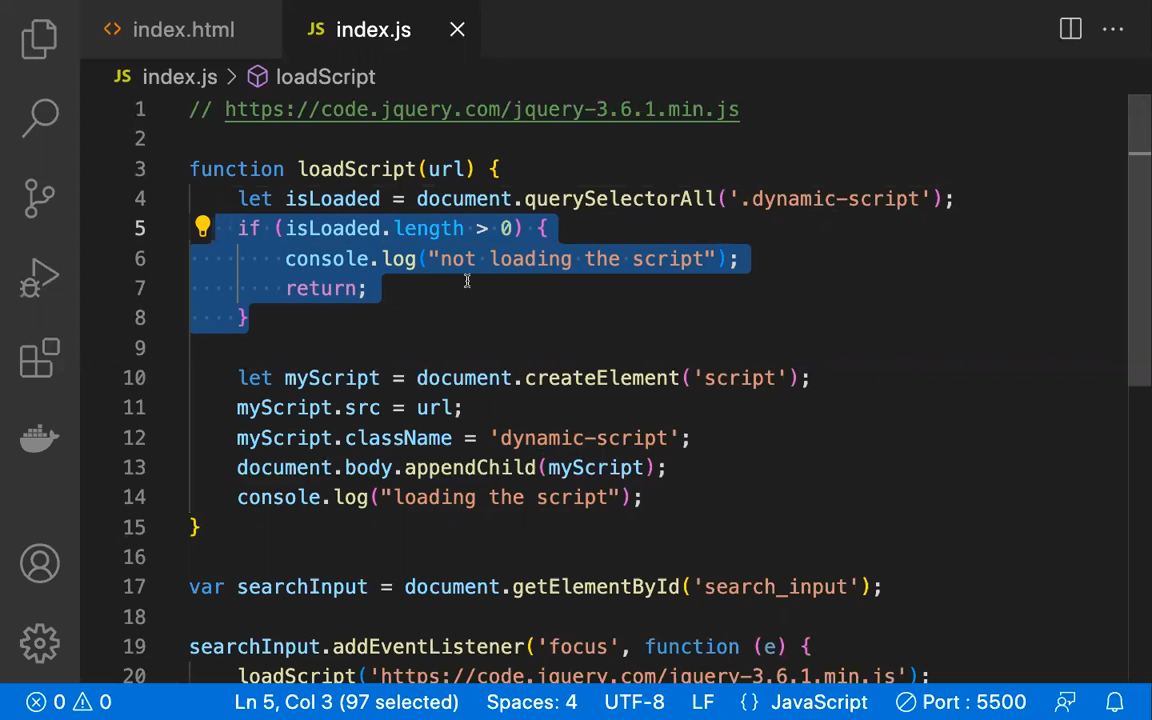 index.html
JS index.js
JS index.js > loadScript
1 // https://code.jquery.com/jquery-3.6.1.min.js
2
3 function loadScript(url) {
4 let isLoaded = document.querySelectorAll('.dynamic-script');
5 if (isLoaded.length > 0) {
6 console.log("not loading the script");
7 return;
8 }
9
10 let myScript = document.createElement('script');
11 myScript.src = url;
12 myScript.className = 'dynamic-script';
13 document.body.appendChild(myScript);
14 console.log("loading the script");
15 }
16
17 var searchInput = document.getElementById('search_input');
18
19 searchInput.addEventListener('focus', function (e) {
20 loadScript('https://code.jquery.com/jquery-3.6.1.min.js');
0 0 Ln 5, Col 3 (97 selected) Spaces: 4 UTF-8 LF {} JavaScript Port : 5500